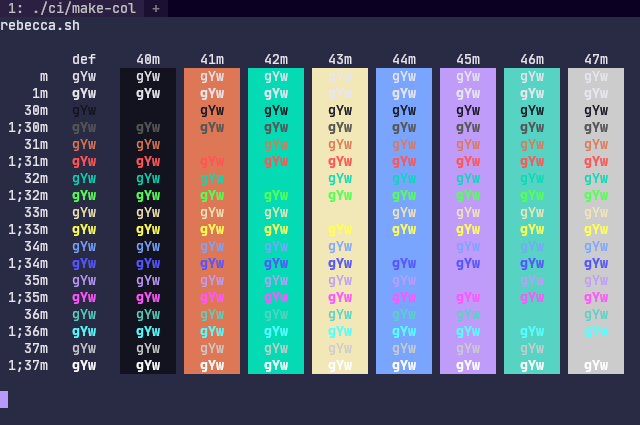 1: ./ci/make-col +
rebecca.sh
def 40m 41m 42m 43m 44m 45m 46m 47m
m gYw gYw gYw gYw gYw gYw gYw gYw gYw
1m gYw gYw gYw gYw gYw gYw gYw gYw gYw
30m gYw gYw gYw gYw gYw gYw gYw gYw
1;30m gYw gYw gYw gYw gYw gYw gYw gYw gYw
31m gYw gYw gYw gYw gYw gYw gYw gYw
1;31m gYw gYw gYw gYw gYw gYw gYw gYw gYw
32m gYw gYw gYw gYw gYw gYw gYw gYw
1;32m gYw gYw gYw gYw gYw gYw gYw gYw gYw
33m gYw gYw gYw gYw gYw gYw gYw gYw
1;33m gYw gYw gYw gYw gYw gYw gYw gYw gYw
34m gYw gYw gYw gYw gYw gYw gYw gYw
1;34m gYw gYw gYw gYw gYw gYw gYw gYw gYw
35m gYw gYw gYw gYw gYw gYw gYw gYw
1;35m gYw gYw gYw gYw gYw gYw gYw gYw gYw
36m gYw gYw gYw gYw gYw gYw gYw gYw
1;36m gYw gYw gYw gYw gYw gYw gYw gYw gYw
37m gYw gYw gYw gYw gYw gYw gYw gYw
1;37m gYw gYw gYw gYw gYw gYw gYw gYw gYw